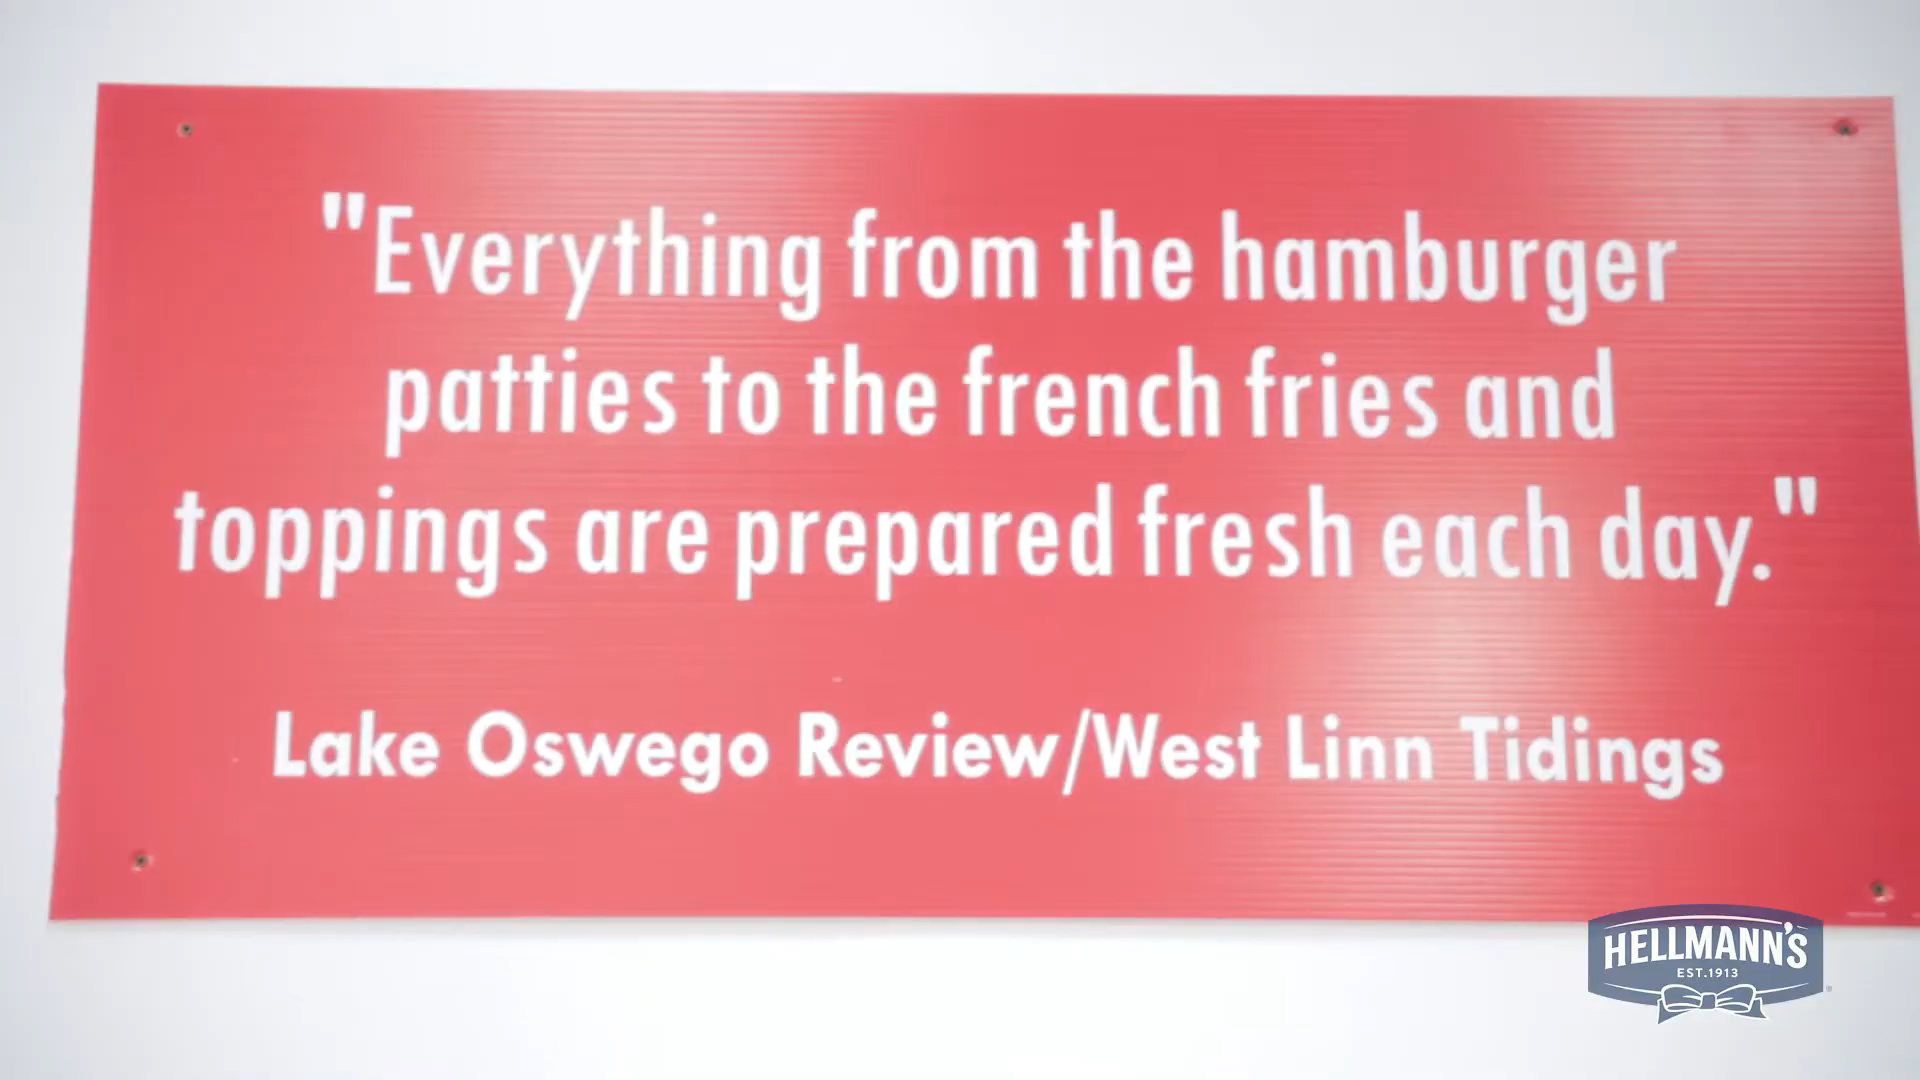 "Everything from the hamburger
patties to the french fries and
toppings are prepared fresh each day."
Lake Oswego Review/West Linn Tidings
HELLMANN'S
EST.1913